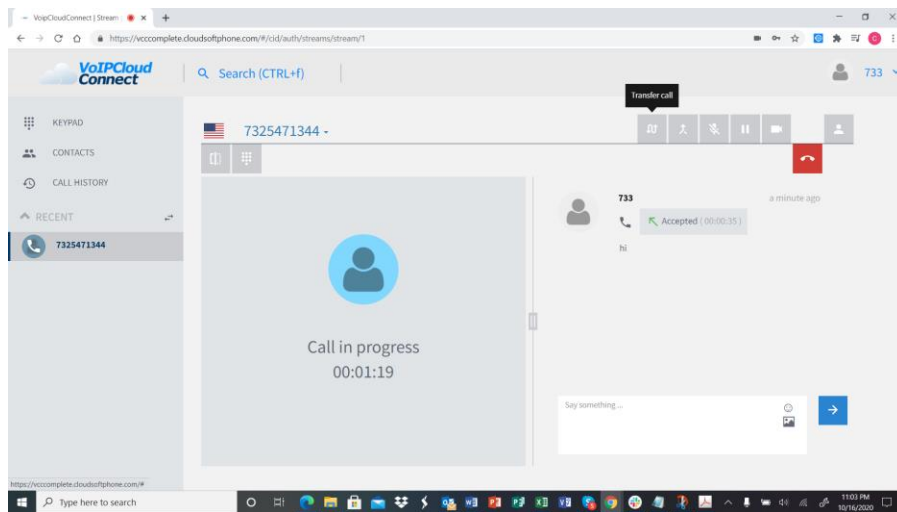 VoipCloudConnect | Stream
https://vcccomplete.cloudsoftphone.com/#/cid/auth/streams/stream/1
VoIPCloud
Connect
Search (CTRL+f)
733
Transfer call
KEYPAD
7325471344
CONTACTS
CALL HISTORY
733
a minute ago
Accepted (00:00:35)
RECENT
7325471344
hi
Call in progress
00:01:19
Say something ...
https://vcccomplete.cloudsoftphone.com/#
Type here to search
11:03 PM
10/16/2020